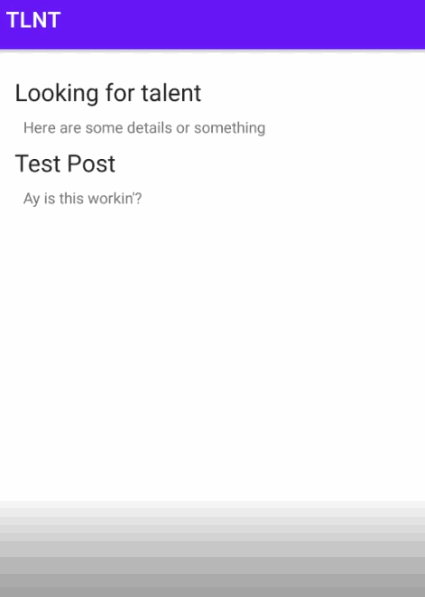 TLNT
Looking for talent
Here are some details or something
Test Post
Ay is this workin'?